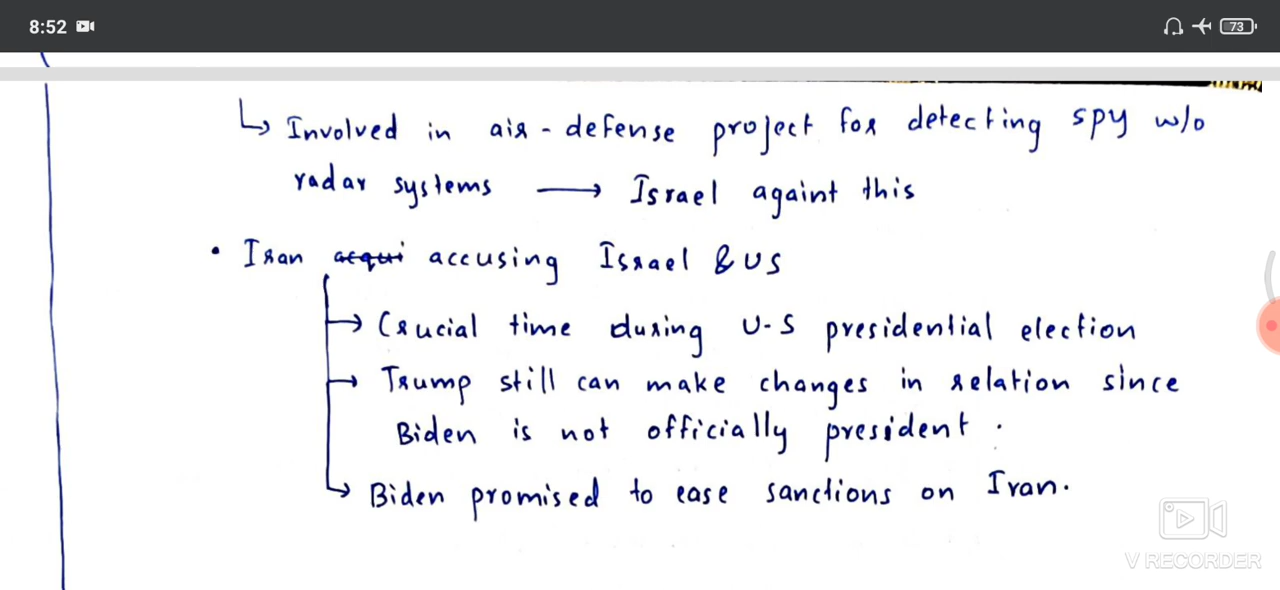 8:52
73
↳ Involved in air-defense project for detecting spy w/o
radar systems → Israel againt this
• Iran acqui accusing Israel & US
→ Crucial time during U-S presidential election
→ Trump still can make changes in relation since
Biden is not officially president.
↳ Biden promised to ease sanctions on Iran.
V RECORDER